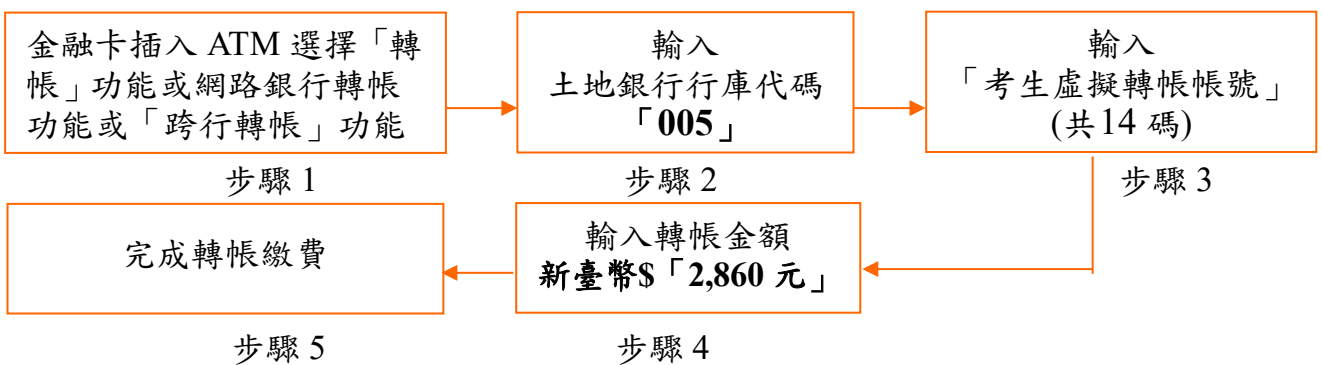 金融卡插入 ATM 選擇「轉
帳」功能或網路銀行轉帳
功能或「跨行轉帳」功能
步驟 1
輸入
土地銀行行庫代碼
「005」
步驟 2
輸入
「考生虛擬轉帳帳號」
(共14 碼)
步驟 3
輸入轉帳金額
新臺幣$「2,860 元」
步驟 4
完成轉帳繳費
步驟 5